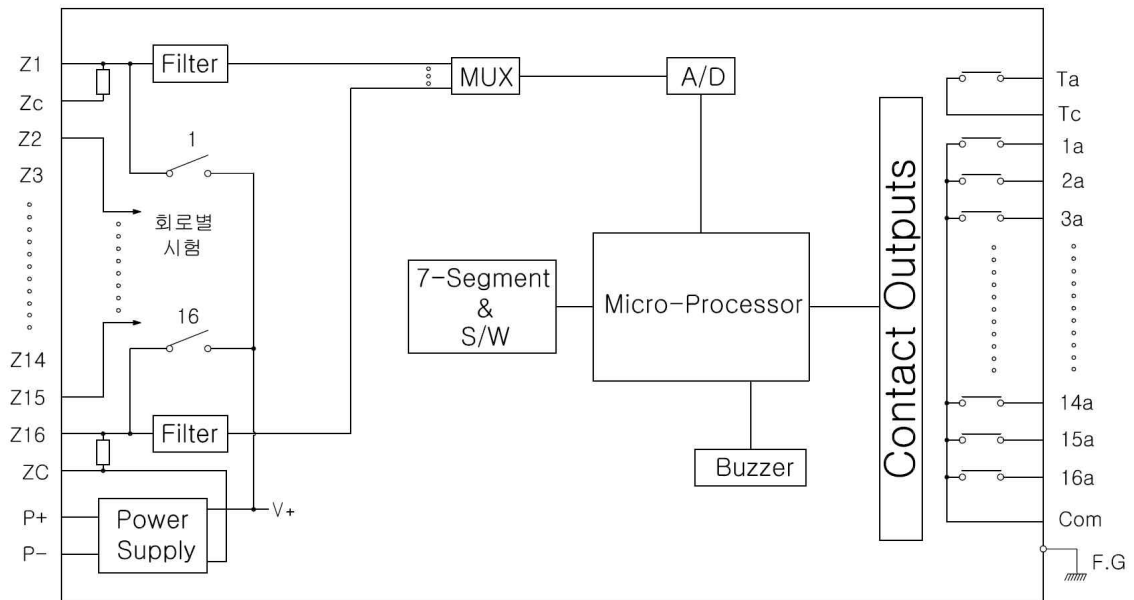 Z1
Zc
Z2
Z3
Z14
Z15
Z16
ZC
P+
P-
Filter
1
회로별
시험
16
Filter
Power
Supply
V+
MUX
A/D
7-Segment
&
S/W
Micro-Processor
Buzzer
Contact Outputs
Ta
Tc
1a
2a
3a
14a
15a
16a
Com
F.G